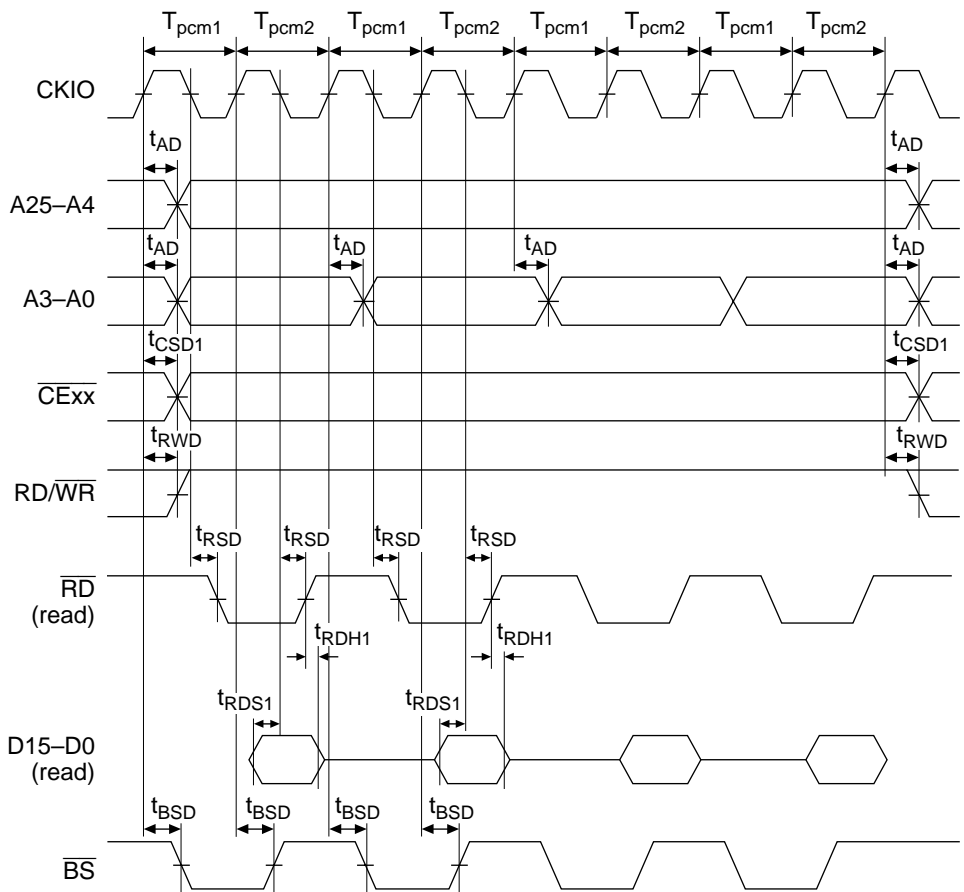 Tpcm1 Tpcm2 Tpcm1 Tpcm2 Tpcm1 Tpcm2 Tpcm1 Tpcm2
CKIO
tAD tAD
A25–A4
tAD tAD tAD tAD
A3–A0
tCSD1 tCSD1
CExx
tRWD tRWD
RD/WR
tRSD tRSD tRSD tRSD
RD
(read)
tRDH1 tRDH1
tRDS1 tRDS1
D15–D0
(read)
tBSD tBSD tBSD tBSD
BS